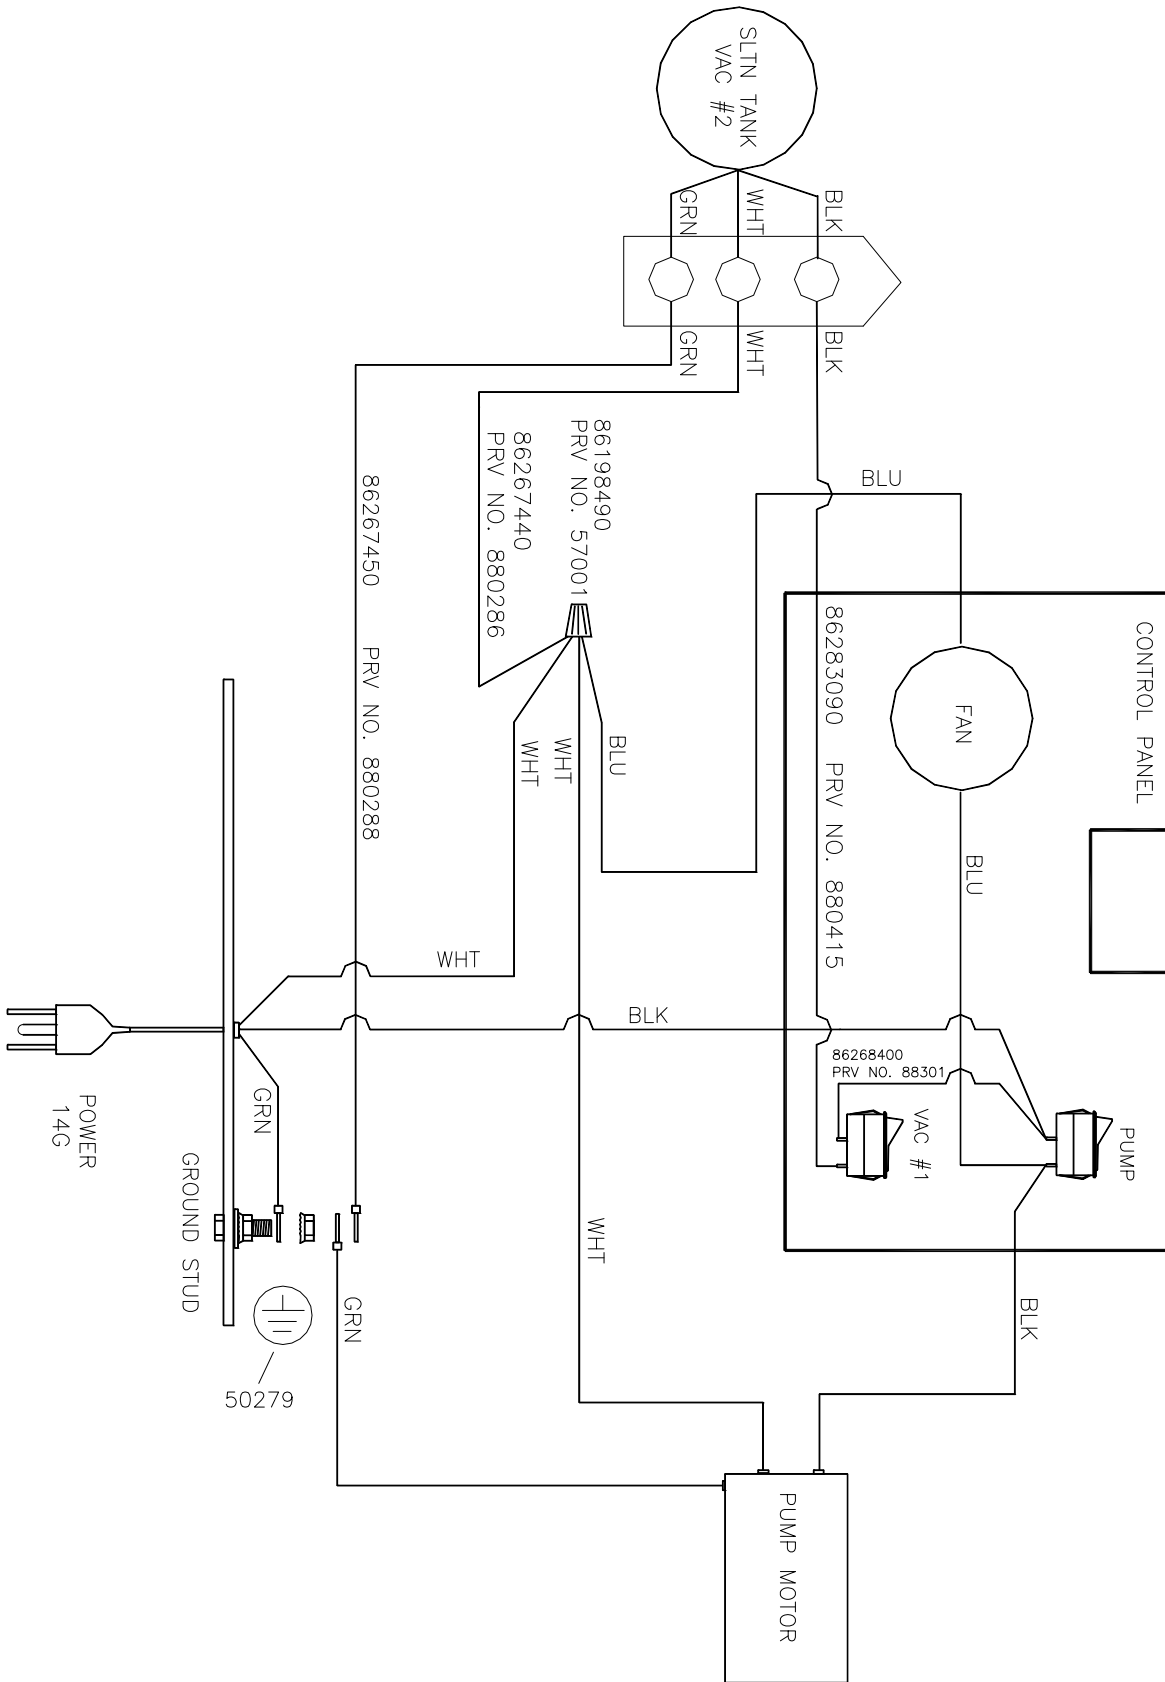 SLTN TANK
VAC #2
GRN
WHT
BLK
GRN
WHT
BLK
86198490
PRV NO. 57001
86267440
PRV NO. 880286
86267450 PRV NO. 880288
BLU
CONTROL PANEL
FAN
86283090 PRV NO. 880415
BLU
BLU
WHT
WHT
WHT
BLK
86268400
PRV NO. 88301
VAC #1
PUMP
GRN
POWER
14G
GROUND STUD
WHT
GRN
BLK
50279
PUMP MOTOR